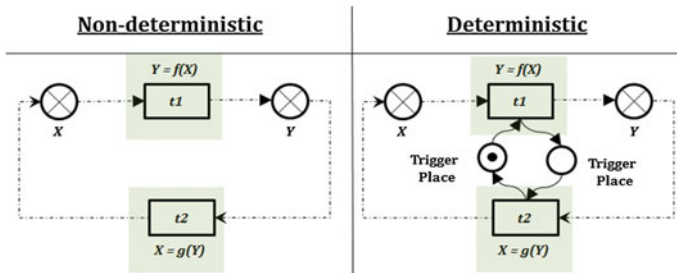 Non-deterministic
Y = f(X)
t1
X
Y
t2
X = g(Y)
Deterministic
Y = f(X)
t1
X
Y
Trigger
Place
Trigger
Place
t2
X = g(Y)